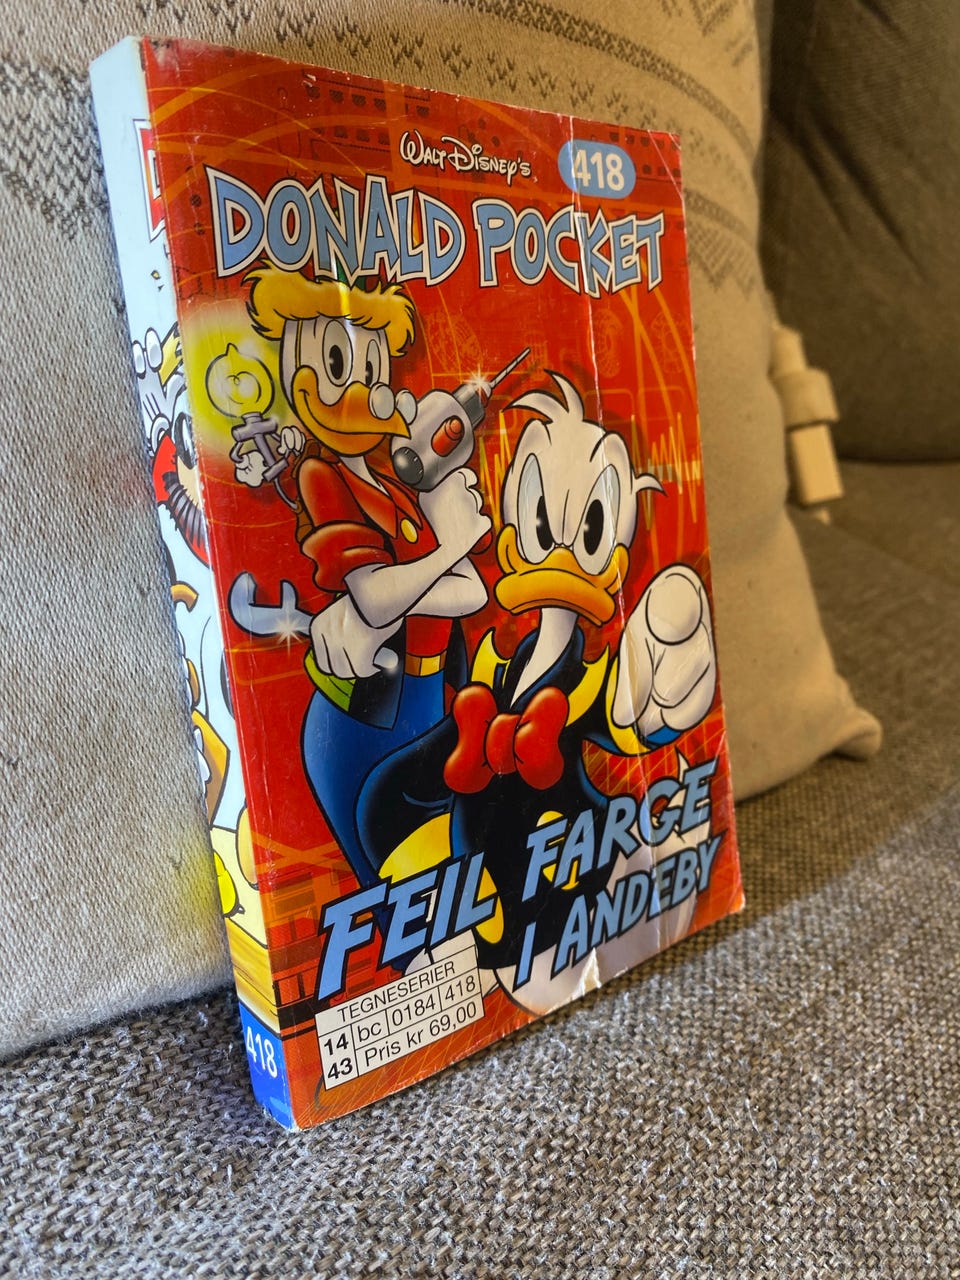 WALT DISNEY'S
418
DONALD POCKET
FEIL FARGE
I ANDEBY
TEGNESERIER
14 bc 0184 418
43 Pris kr 69,00
418